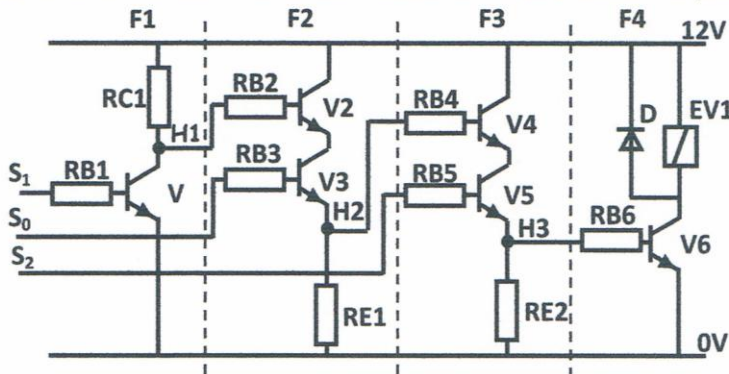 F1 F2 F3 F4
12V
RC1
RB2
V2
RB4
V4
D
EV1
H1
S₁
RB1
V
RB3
V3
RB5
V5
S₀
H2
H3
RB6
V6
S₂
RE1
RE2
0V